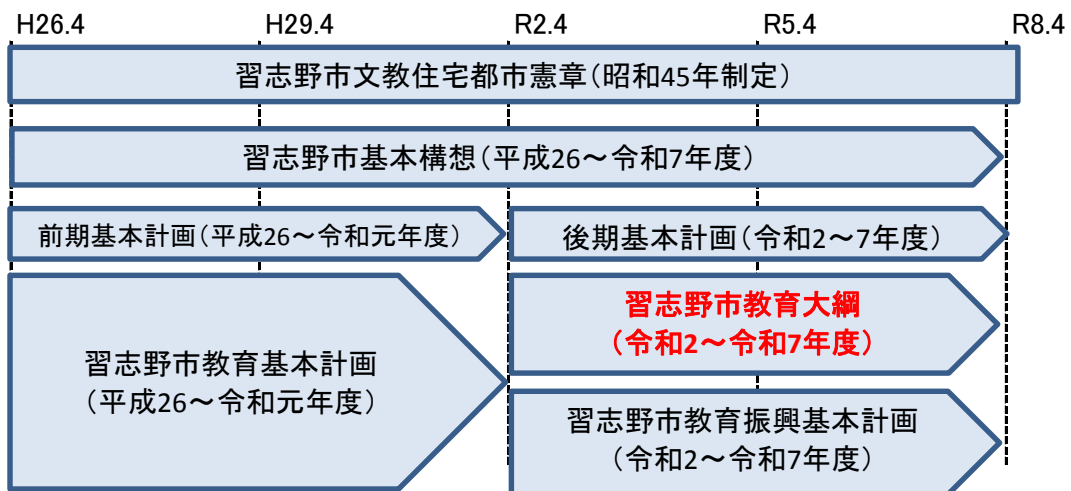 H26.4 H29.4 R2.4 R5.4 R8.4
習志野市文教住宅都市憲章(昭和45年制定)
習志野市基本構想(平成26～令和7年度)
前期基本計画(平成26～令和元年度)
後期基本計画(令和2～7年度)
習志野市教育基本計画
(平成26～令和元年度)
習志野市教育大綱
(令和2～令和7年度)
習志野市教育振興基本計画
(令和2～令和7年度)